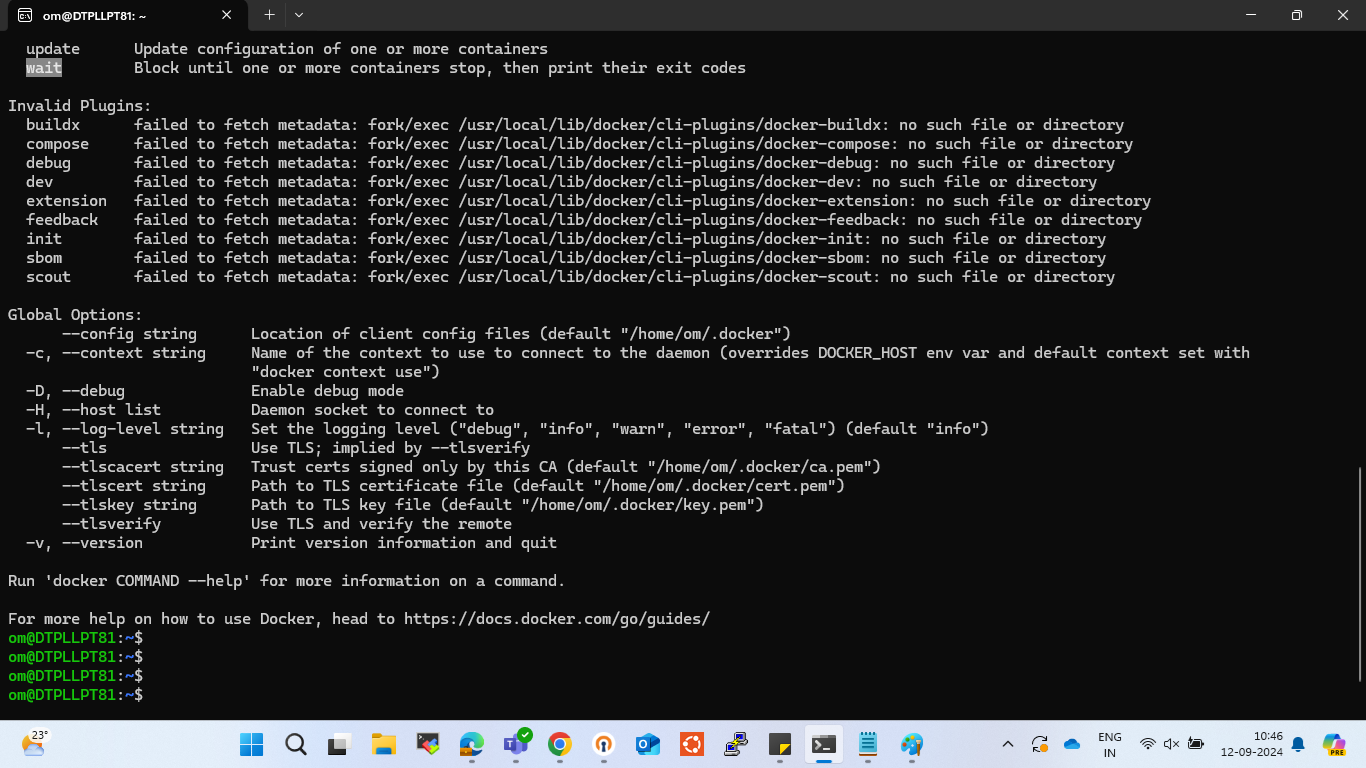 om@DTPLLPT81: ~
update Update configuration of one or more containers
wait Block until one or more containers stop, then print their exit codes
Invalid Plugins:
buildx failed to fetch metadata: fork/exec /usr/local/lib/docker/cli-plugins/docker-buildx: no such file or directory
compose failed to fetch metadata: fork/exec /usr/local/lib/docker/cli-plugins/docker-compose: no such file or directory
debug failed to fetch metadata: fork/exec /usr/local/lib/docker/cli-plugins/docker-debug: no such file or directory
dev failed to fetch metadata: fork/exec /usr/local/lib/docker/cli-plugins/docker-dev: no such file or directory
extension failed to fetch metadata: fork/exec /usr/local/lib/docker/cli-plugins/docker-extension: no such file or directory
feedback failed to fetch metadata: fork/exec /usr/local/lib/docker/cli-plugins/docker-feedback: no such file or directory
init failed to fetch metadata: fork/exec /usr/local/lib/docker/cli-plugins/docker-init: no such file or directory
sbom failed to fetch metadata: fork/exec /usr/local/lib/docker/cli-plugins/docker-sbom: no such file or directory
scout failed to fetch metadata: fork/exec /usr/local/lib/docker/cli-plugins/docker-scout: no such file or directory
Global Options:
--config string Location of client config files (default "/home/om/.docker")
-c, --context string Name of the context to use to connect to the daemon (overrides DOCKER_HOST env var and default context set with
"docker context use")
-D, --debug Enable debug mode
-H, --host list Daemon socket to connect to
-l, --log-level string Set the logging level ("debug", "info", "warn", "error", "fatal") (default "info")
--tls Use TLS; implied by --tlsverify
--tlscacert string Trust certs signed only by this CA (default "/home/om/.docker/ca.pem")
--tlscert string Path to TLS certificate file (default "/home/om/.docker/cert.pem")
--tlskey string Path to TLS key file (default "/home/om/.docker/key.pem")
--tlsverify Use TLS and verify the remote
-v, --version Print version information and quit
Run 'docker COMMAND --help' for more information on a command.
For more help on how to use Docker, head to https://docs.docker.com/go/guides/
om@DTPLLPT81:~$
om@DTPLLPT81:~$
om@DTPLLPT81:~$
om@DTPLLPT81:~$
23°
ENG
IN
10:46
12-09-2024
PRE